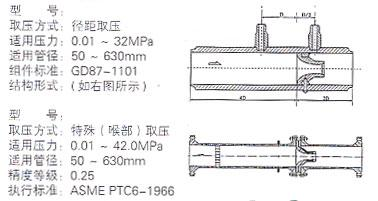 型 号:
取压方式: 径距取压
适用压力: 0.01 ~ 32MPa
适用管径: 50 ~ 630mm
组件标准: GD87-1101
结构形式: (如右图所示)
D
D/2
4D
2D
型 号:
取压方式: 特殊 (喉部) 取压
适用压力: 0.01 ~ 42.0MPa
适用管径: 50 ~ 630mm
精度等级: 0.25
执行标准: ASME PTC6-1966